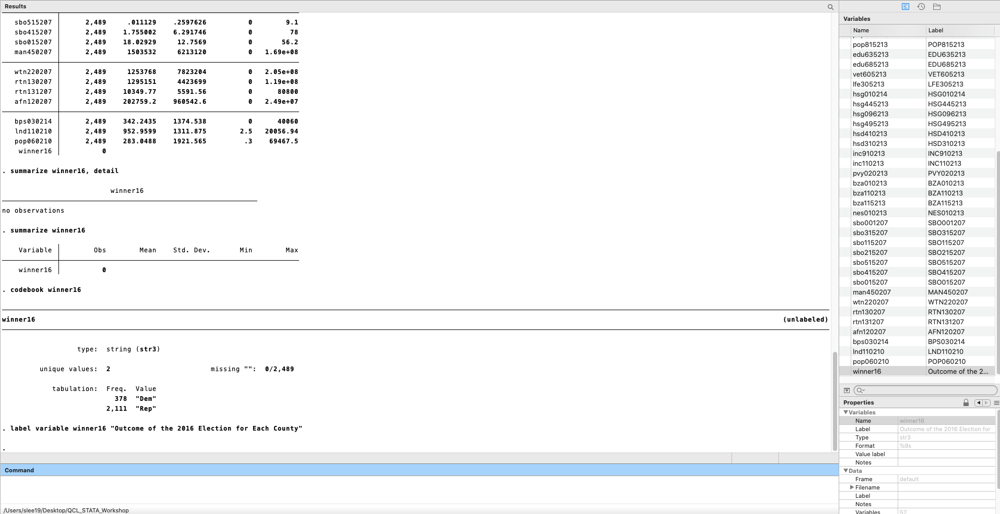 Results
sbo515207 2,489 .011129 .2597626 0 9.1
sbo415207 2,489 1.755002 6.291746 0 78
sbo015207 2,489 18.02929 12.7569 0 56.2
man450207 2,489 1503532 6213120 0 1.69e+08
wtn220207 2,489 1253768 7823204 0 2.05e+08
rtn130207 2,489 1295151 4423699 0 1.19e+08
rtn131207 2,489 10349.77 5591.56 0 80800
afn120207 2,489 202759.2 960542.6 0 2.49e+07
bps030214 2,489 342.2435 1374.538 0 40060
lnd110210 2,489 952.9599 1311.875 2.5 20056.94
pop060210 2,489 283.0488 1921.565 .3 69467.5
winner16 0
. summarize winner16, detail
winner16
no observations
. summarize winner16
Variable Obs Mean Std. Dev. Min Max
winner16 0
. codebook winner16
winner16 (unlabeled)
type: string (str3)
unique values: 2 missing "": 0/2,489
tabulation: Freq. Value
378 "Dem"
2,111 "Rep"
. label variable winner16 "Outcome of the 2016 Election for Each County"
.
Command
/Users/slee19/Desktop/QCL_STATA_Workshop
Variables
Name Label
pop815213 POP815213
edu635213 EDU635213
edu685213 EDU685213
vet605213 VET605213
lfe305213 LFE305213
hsg010214 HSG010214
hsg445213 HSG445213
hsg096213 HSG096213
hsg495213 HSG495213
hsd410213 HSD410213
hsd310213 HSD310213
inc910213 INC910213
inc110213 INC110213
pvy020213 PVY020213
bza010213 BZA010213
bza110213 BZA110213
bza115213 BZA115213
nes010213 NES010213
sbo001207 SBO001207
sbo315207 SBO315207
sbo115207 SBO115207
sbo215207 SBO215207
sbo515207 SBO515207
sbo415207 SBO415207
sbo015207 SBO015207
man450207 MAN450207
wtn220207 WTN220207
rtn130207 RTN130207
rtn131207 RTN131207
afn120207 AFN120207
bps030214 BPS030214
lnd110210 LND110210
pop060210 POP060210
winner16 Outcome of the 2...
Properties
Variables
Name winner16
Label Outcome of the 2016 Election for
Type str3
Format %9s
Value label
Notes
Data
Frame default
Filename
Label
Notes
Variables 52